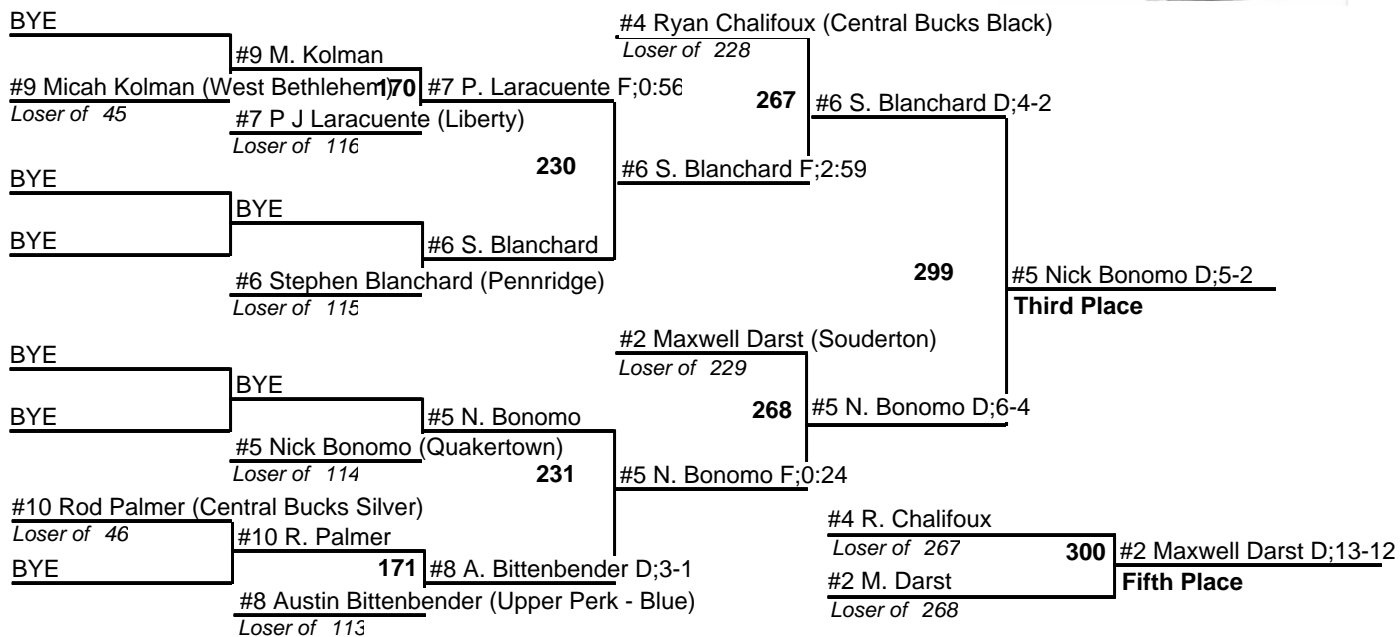 BYE
#4 Ryan Chalifoux (Central Bucks Black)
Loser of 228
#9 M. Kolman
#9 Micah Kolman (West Bethlehem)
170
#7 P. Laracuente F;0:56
Loser of 45
267
#6 S. Blanchard D;4-2
#7 P J Laracuente (Liberty)
Loser of 116
230
#6 S. Blanchard F;2:59
BYE
BYE
BYE
#6 S. Blanchard
#6 Stephen Blanchard (Pennridge)
Loser of 115
299
#5 Nick Bonomo D;5-2
Third Place
#2 Maxwell Darst (Souderton)
Loser of 229
BYE
BYE
BYE
#5 N. Bonomo
268
#5 N. Bonomo D;6-4
#5 Nick Bonomo (Quakertown)
Loser of 114
231
#5 N. Bonomo F;0:24
#10 Rod Palmer (Central Bucks Silver)
Loser of 46
#10 R. Palmer
#4 R. Chalifoux
Loser of 267
300
#2 Maxwell Darst D;13-12
BYE
171
#8 A. Bittenbender D;3-1
#2 M. Darst
Fifth Place
#8 Austin Bittenbender (Upper Perk - Blue)
Loser of 268
Loser of 113